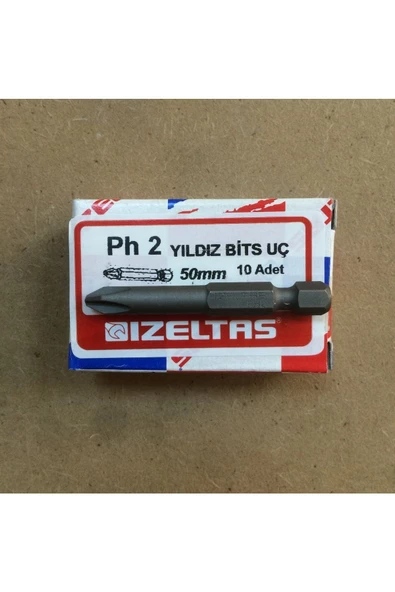 Ph 2 YILDIZ BİTS UÇ
50mm 10 Adet
IZELTAS